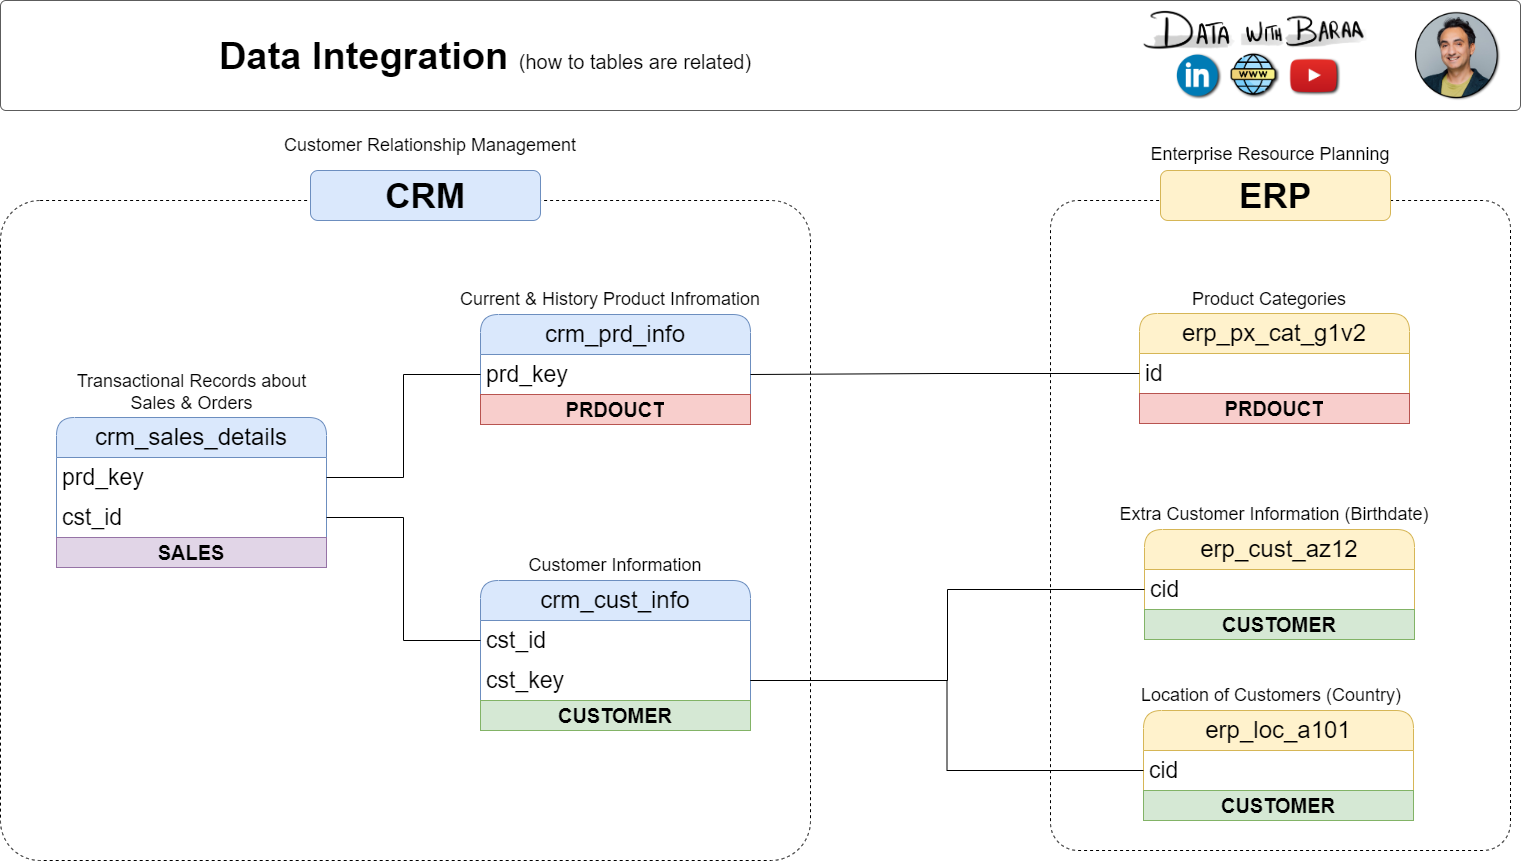 Data Integration (how to tables are related)
DATA WITH BARAA
in
WWW
Customer Relationship Management
CRM
Enterprise Resource Planning
ERP
Current & History Product Infromation
crm_prd_info
prd_key
PRDOUCT
Product Categories
erp_px_cat_g1v2
id
PRDOUCT
Transactional Records about
Sales & Orders
crm_sales_details
prd_key
cst_id
SALES
Customer Information
crm_cust_info
cst_id
cst_key
CUSTOMER
Extra Customer Information (Birthdate)
erp_cust_az12
cid
CUSTOMER
Location of Customers (Country)
erp_loc_a101
cid
CUSTOMER